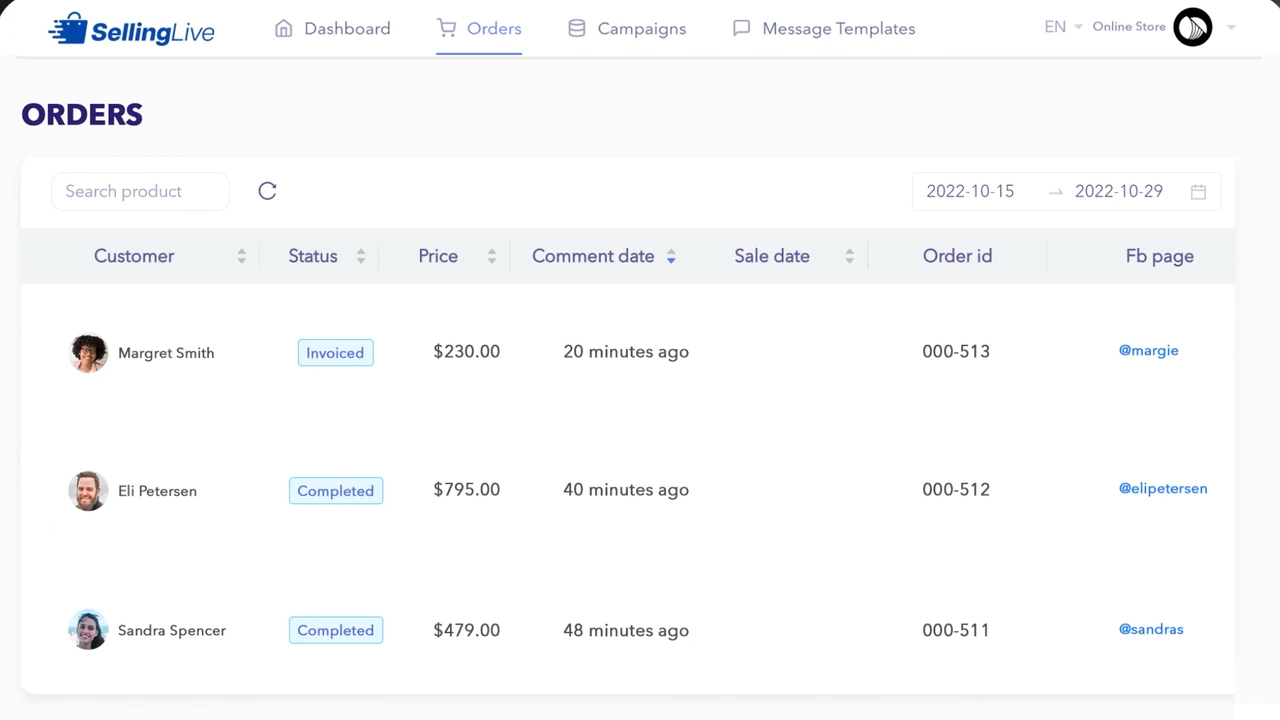 SellingLive Dashboard Orders Campaigns Message Templates EN Online Store
ORDERS
Search product 2022-10-15 2022-10-29
Customer Status Price Comment date Sale date Order id Fb page
Margret Smith Invoiced $230.00 20 minutes ago 000-513 @margie
Eli Petersen Completed $795.00 40 minutes ago 000-512 @elipetersen
Sandra Spencer Completed $479.00 48 minutes ago 000-511 @sandras